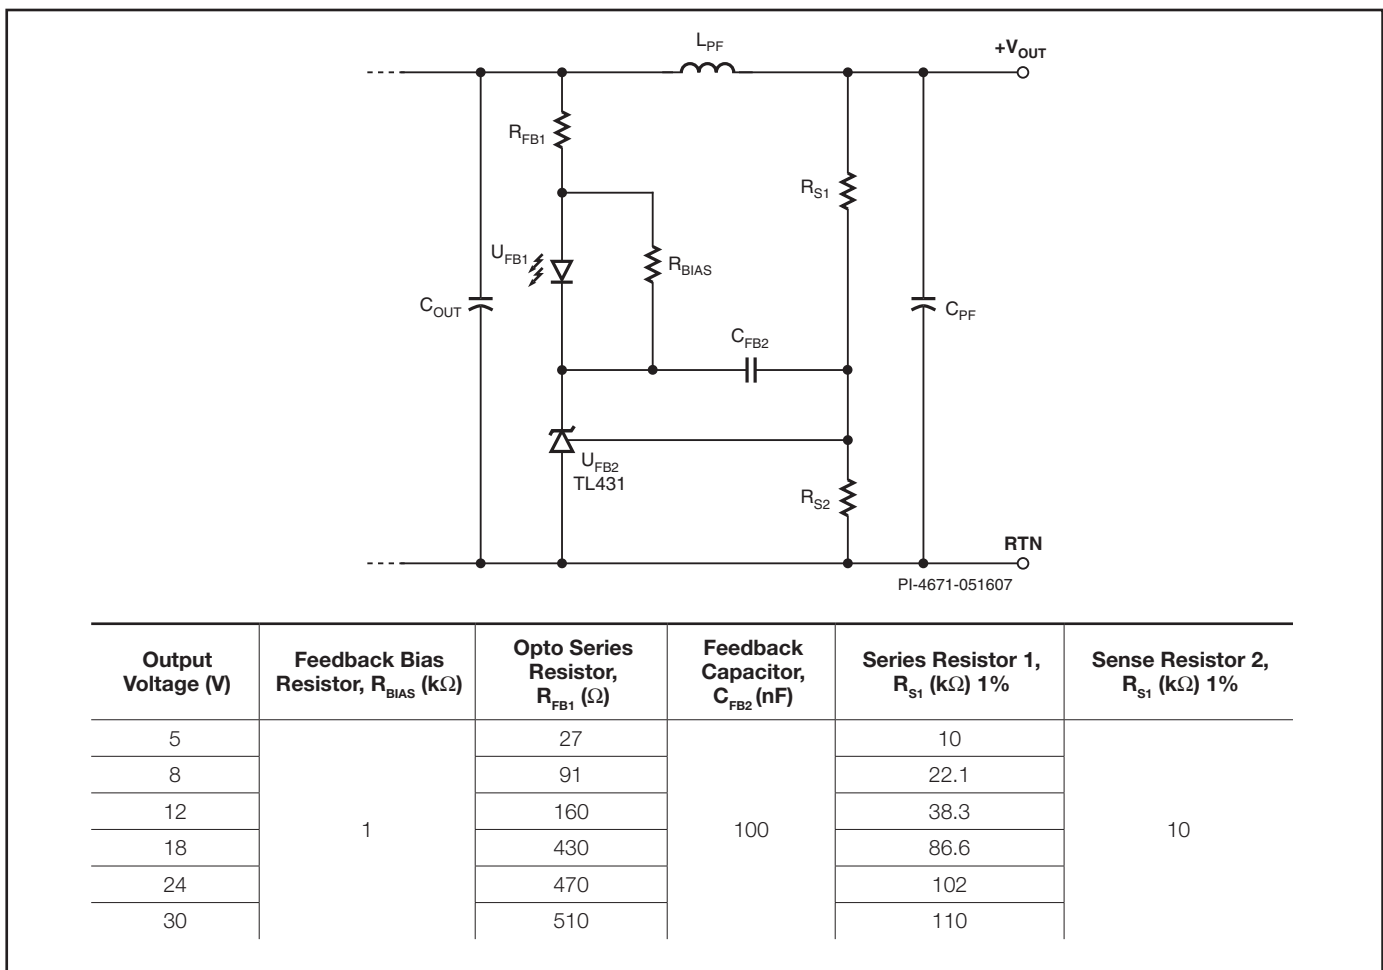 L_PF
+V_OUT
R_FB1
R_S1
U_FB1
R_BIAS
C_OUT
C_PF
C_FB2
U_FB2
TL431
R_S2
RTN
PI-4671-051607
Output Voltage (V) | Feedback Bias Resistor, R_BIAS (kΩ) | Opto Series Resistor, R_FB1 (Ω) | Feedback Capacitor, C_FB2 (nF) | Series Resistor 1, R_S1 (kΩ) 1% | Sense Resistor 2, R_S1 (kΩ) 1%
5 | 1 | 27 | 100 | 10 | 10
8 | 91 | 22.1
12 | 160 | 38.3
18 | 430 | 86.6
24 | 470 | 102
30 | 510 | 110